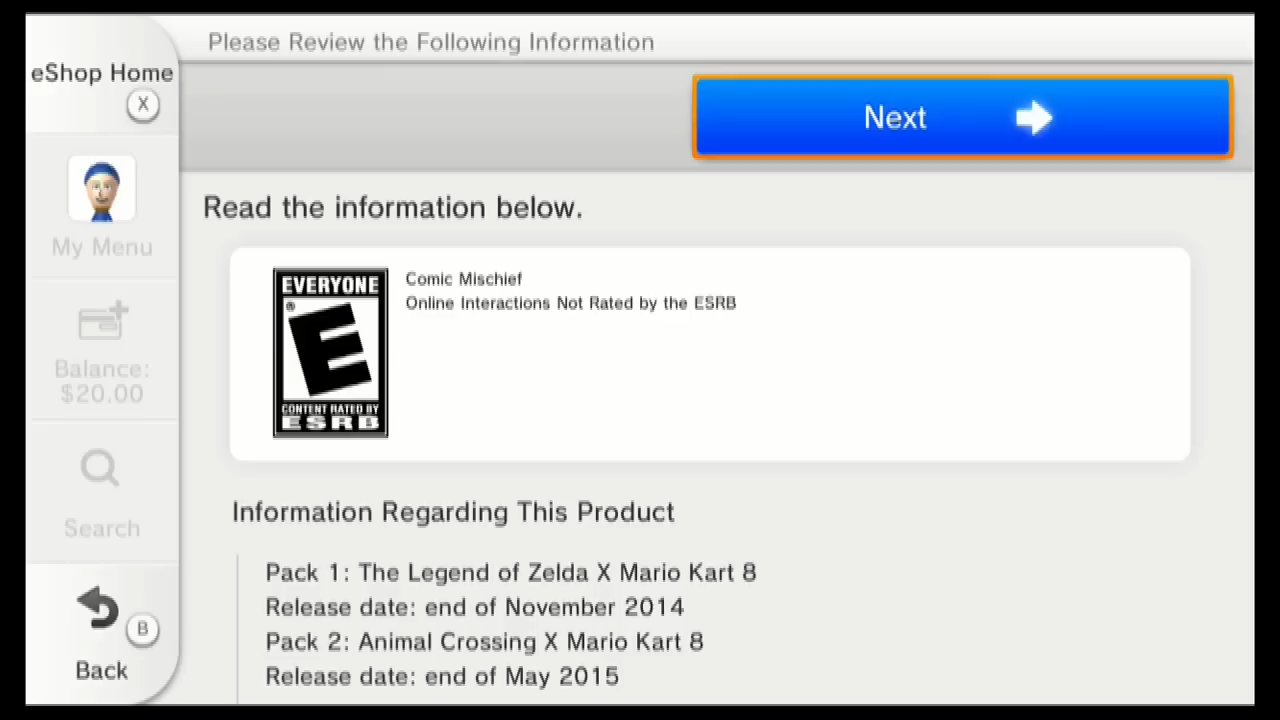 Please Review the Following Information
eShop Home
X
Next
My Menu
Balance:
$20.00
Search
B
Back
Read the information below.
EVERYONE
®
E
CONTENT RATED BY
ESRB
Comic Mischief
Online Interactions Not Rated by the ESRB
Information Regarding This Product
Pack 1: The Legend of Zelda X Mario Kart 8
Release date: end of November 2014
Pack 2: Animal Crossing X Mario Kart 8
Release date: end of May 2015